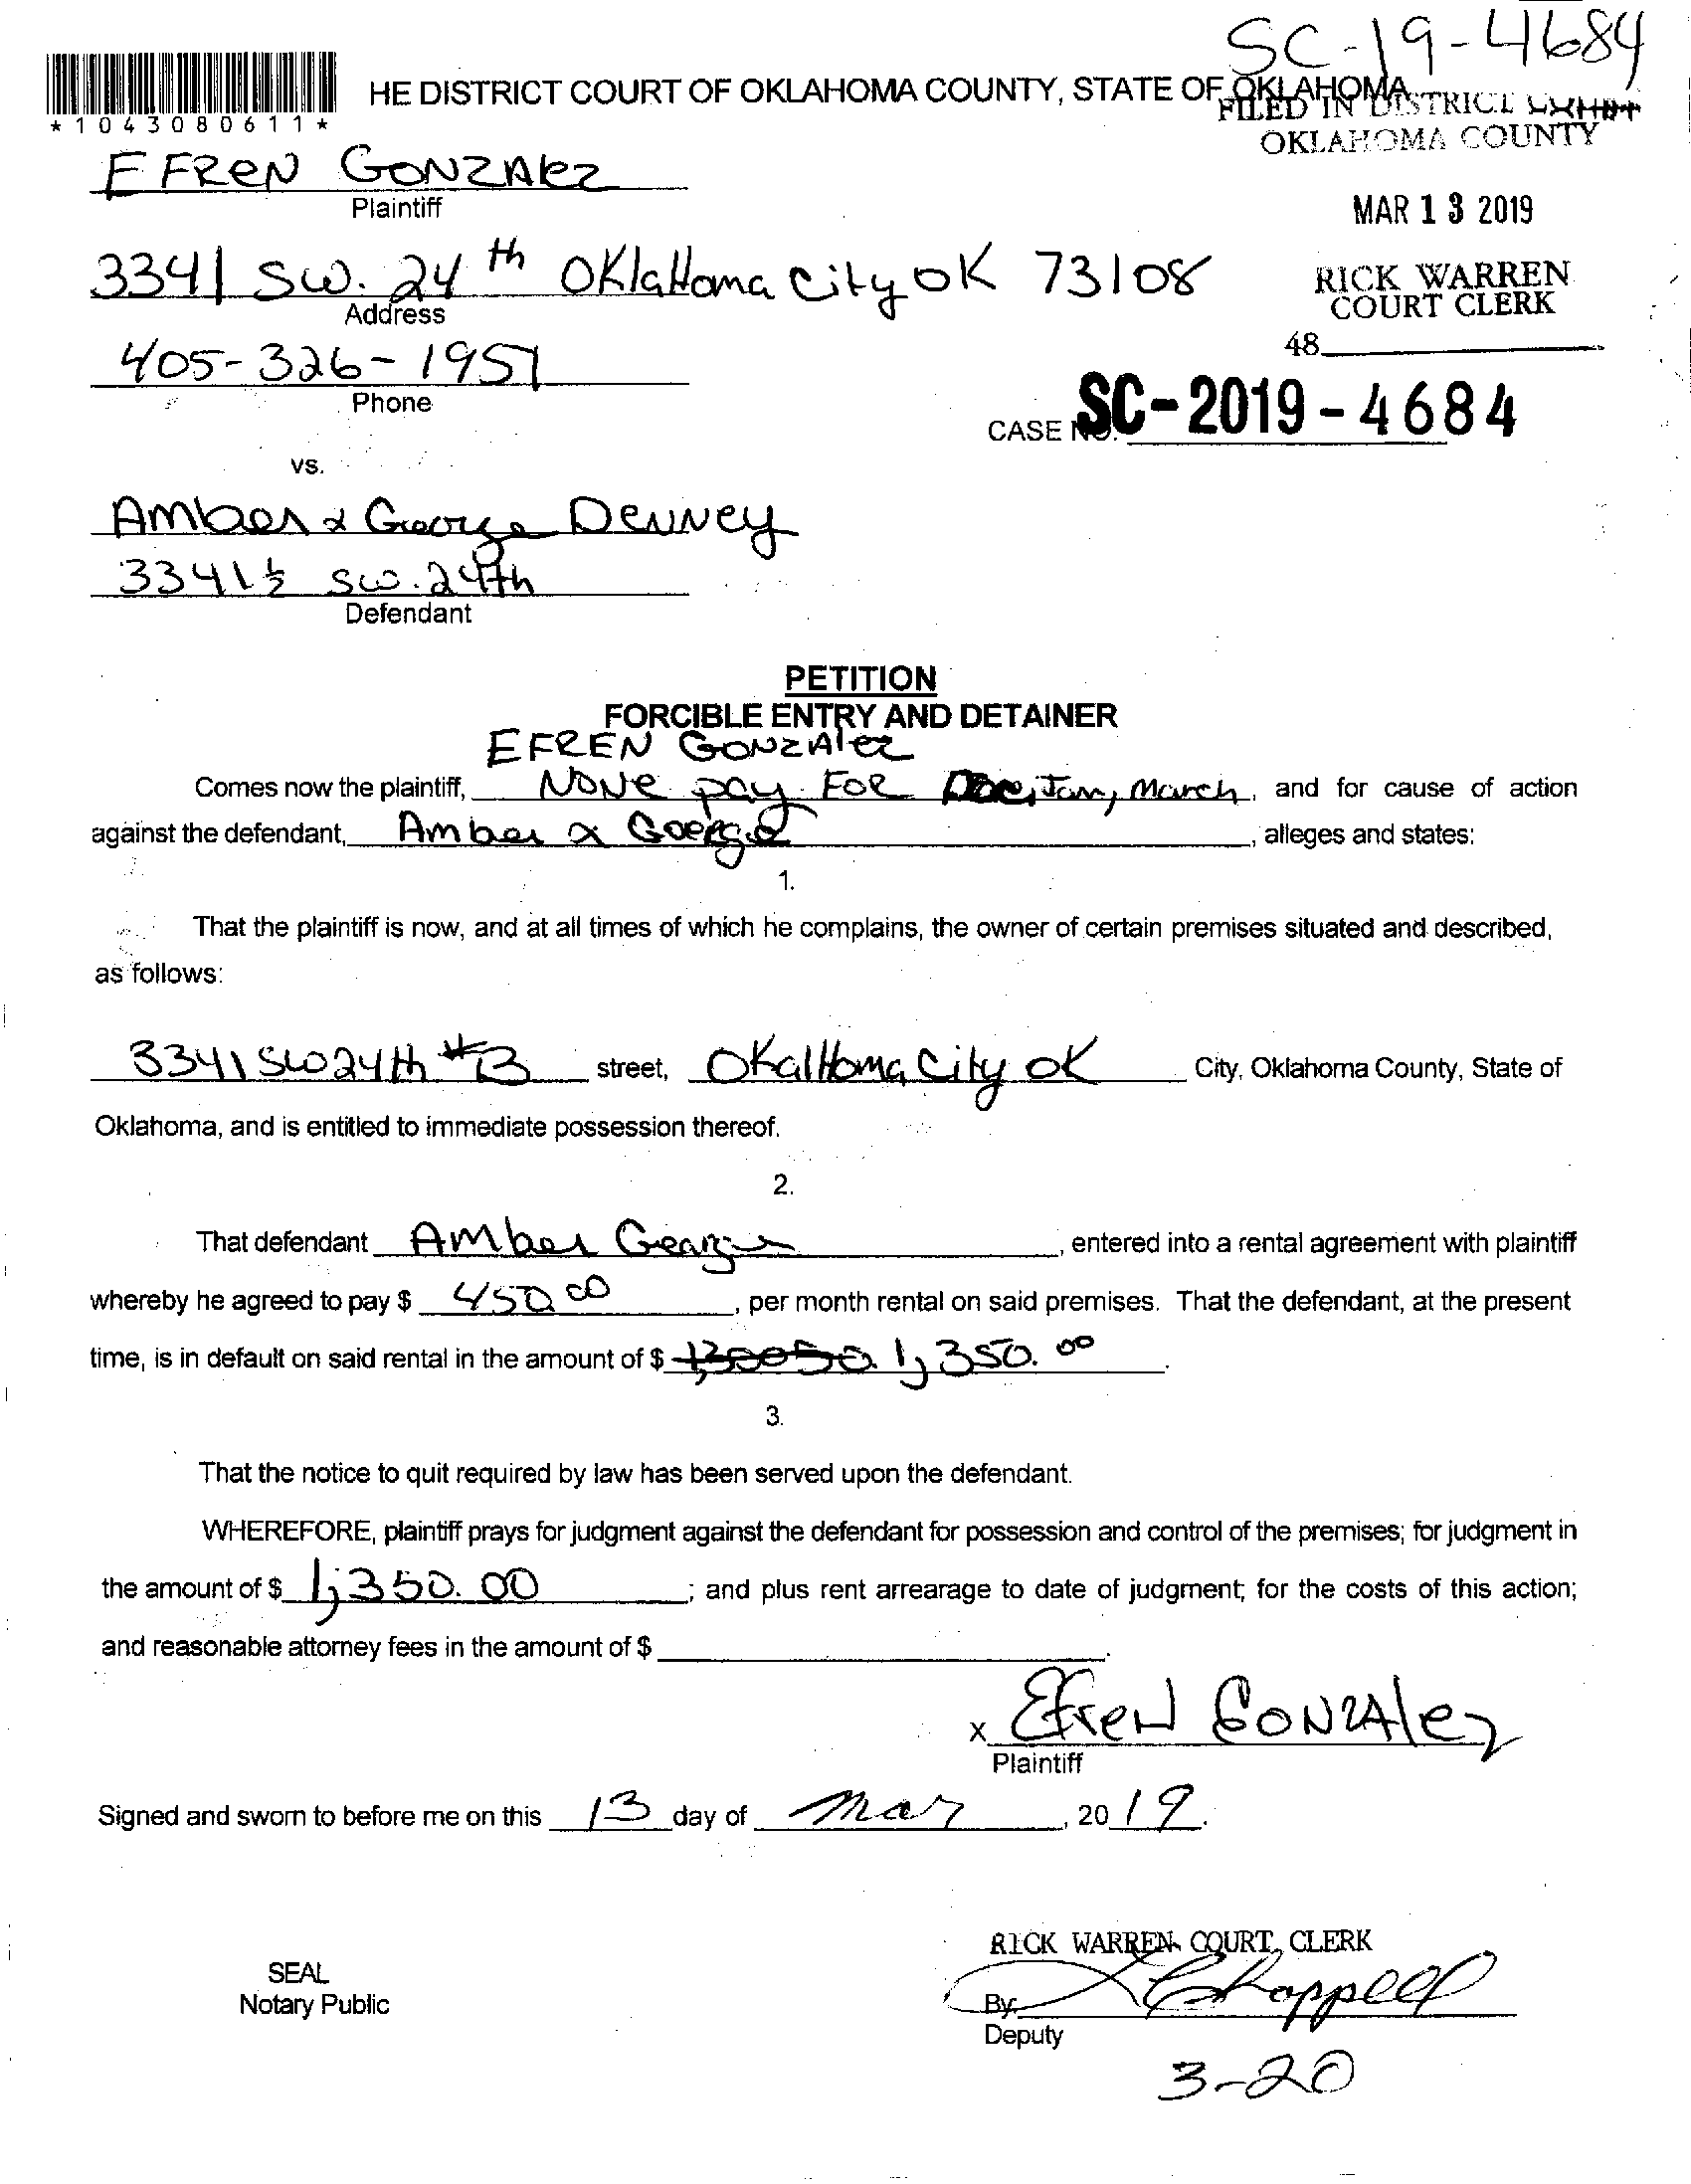 SC-19-4684
HE DISTRICT COURT OF OKLAHOMA COUNTY, STATE OF OKLAHOMA
FILED IN DISTRICT
*1043080611*
OKLAHOMA COUNTY
EFREN GONZAlez
Plaintiff
MAR 13 2019
3341 SW. 24th OKlaHoma City OK 73108
Address
RICK WARREN
COURT CLERK
48
405-326-1951
Phone
CASE NO. SC-2019-4684
vs.
Amber & George Denney
3341½ SW. 24th
Defendant
PETITION
FORCIBLE ENTRY AND DETAINER
EFREN GONZAlez
Comes now the plaintiff, NONe pay FOR Dec, Jan, March, and for cause of action
against the defendant, Amber & Goerge, alleges and states:
1.
That the plaintiff is now, and at all times of which he complains, the owner of certain premises situated and described,
as follows:
3341 SW 24th #B street, OKalHoma City OK City, Oklahoma County, State of
Oklahoma, and is entitled to immediate possession thereof.
2.
That defendant Amber, entered into a rental agreement with plaintiff
whereby he agreed to pay $ 450.00, per month rental on said premises. That the defendant, at the present
time, is in default on said rental in the amount of $ 1,350.00.
3.
That the notice to quit required by law has been served upon the defendant.
WHEREFORE, plaintiff prays for judgment against the defendant for possession and control of the premises; for judgment in
the amount of $ 1,350.00; and plus rent arrearage to date of judgment; for the costs of this action;
and reasonable attorney fees in the amount of $.
x Efren GONZAlez
Plaintiff
Signed and sworn to before me on this 13 day of Mar, 2019.
RICK WARREN COURT CLERK
SEAL
Notary Public
By: Chappell
Deputy
3-20